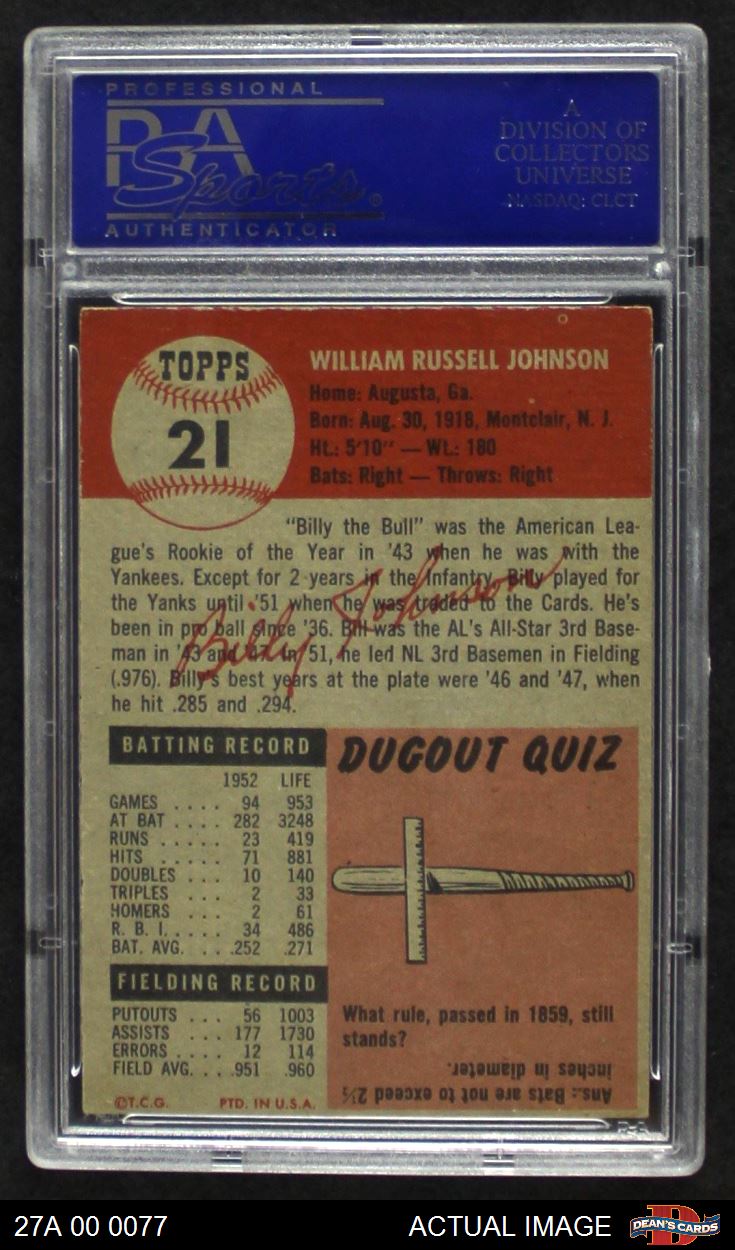 PROFESSIONAL
PSA
Sports®
AUTHENTICATOR
A
DIVISION OF
COLLECTORS
UNIVERSE
NASDAQ: CLCT
TOPPS
21
WILLIAM RUSSELL JOHNSON
Home: Augusta, Ga.
Born: Aug. 30, 1918, Montclair, N. J.
Ht.: 5'10" — Wt.: 180
Bats: Right — Throws: Right
"Billy the Bull" was the American Lea-
gue's Rookie of the Year in '43 when he was with the
Yankees. Except for 2 years in the Infantry, Billy played for
the Yanks until '51 when he was traded to the Cards. He's
been in pro ball since '36. Bill was the AL's All-Star 3rd Base-
man in '43 and '47. In '51, he led NL 3rd Basemen in Fielding
(.976). Billy's best years at the plate were '46 and '47, when
he hit .285 and .294.
Billy Johnson
BATTING RECORD
1952 LIFE
GAMES .... 94 953
AT BAT .... 282 3248
RUNS ..... 23 419
HITS ..... 71 881
DOUBLES ... 10 140
TRIPLES ... 2 33
HOMERS ... 2 61
R. B. I. .... 34 486
BAT. AVG. ... .252 .271
FIELDING RECORD
PUTOUTS ... 56 1003
ASSISTS ... 177 1730
ERRORS .... 12 114
FIELD AVG. ... .951 .960
©T.C.G. PTD. IN U.S.A.
DUGOUT QUIZ
What rule, passed in 1859, still
stands?
Ans.: Bats are not to exceed 2½
inches in diameter.
27A 00 0077
ACTUAL IMAGE
D
DEAN'S CARDS